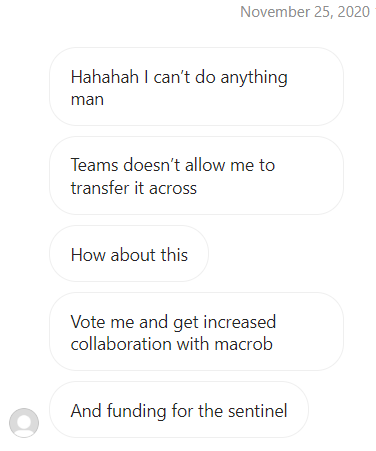 November 25, 2020
Hahahah I can’t do anything
man
Teams doesn’t allow me to
transfer it across
How about this
Vote me and get increased
collaboration with macrob
And funding for the sentinel